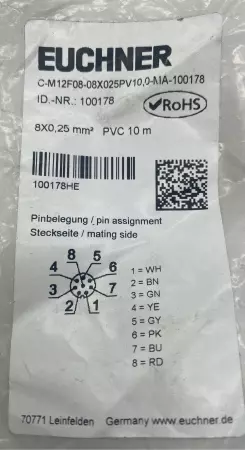 EUCHNER
C-M12F08-08X025PV10,0-MA-100178
ID.-NR.: 100178
RoHS
8X0,25 mm² PVC 10 m
100178HE
Pinbelegung / pin assignment
Steckseite / mating side
8 5
4 6
3 7
2 1
1 = WH
2 = BN
3 = GN
4 = YE
5 = GY
6 = PK
7 = BU
8 = RD
70771 Leinfelden Germany www.euchner.de